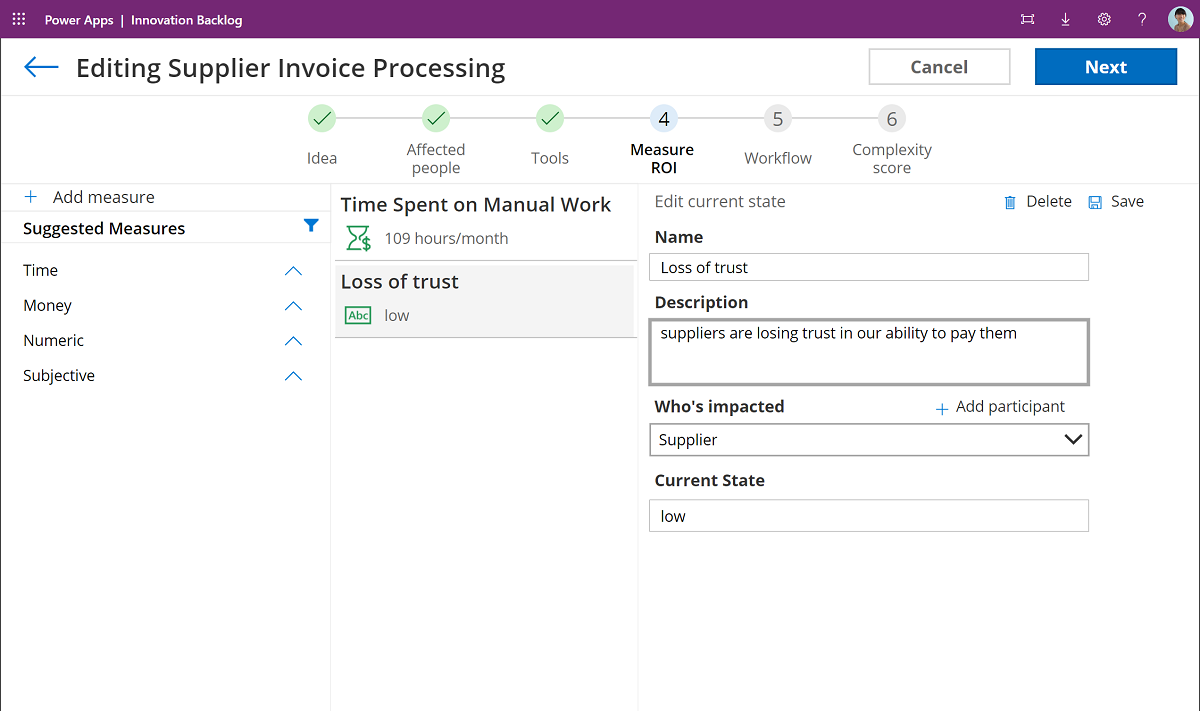 Power Apps | Innovation Backlog
?
Editing Supplier Invoice Processing
Cancel
Next
4
5
6
Idea
Affected
people
Tools
Measure
ROI
Workflow
Complexity
score
+ Add measure
Suggested Measures
Time
Money
Numeric
Subjective
Time Spent on Manual Work
$
109 hours/month
Loss of trust
Abc
low
Edit current state
Delete
Save
Name
Loss of trust
Description
suppliers are losing trust in our ability to pay them
Who's impacted
+ Add participant
Supplier
Current State
low